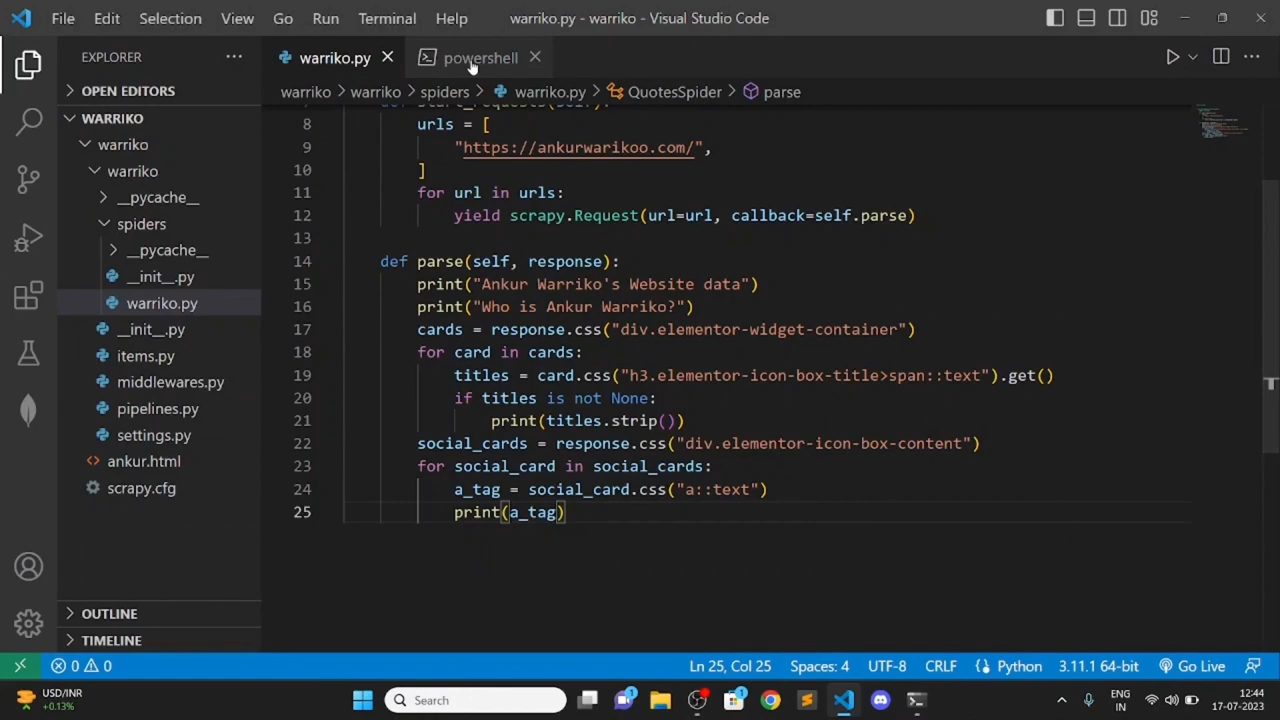 File Edit Selection View Go Run Terminal Help warriko.py - warriko - Visual Studio Code
EXPLORER
warriko.py powershell
OPEN EDITORS
warriko warriko spiders warriko.py QuotesSpider parse
WARRIKO
warriko
warriko
__pycache__
spiders
__pycache__
__init__.py
warriko.py
__init__.py
items.py
middlewares.py
pipelines.py
settings.py
ankur.html
scrapy.cfg
OUTLINE
TIMELINE
def start_requests(self):
8 urls = [
9 "https://ankurwarikoo.com/",
10 ]
11 for url in urls:
12 yield scrapy.Request(url=url, callback=self.parse)
13
14 def parse(self, response):
15 print("Ankur Warriko's Website data")
16 print("Who is Ankur Warriko?")
17 cards = response.css("div.elementor-widget-container")
18 for card in cards:
19 titles = card.css("h3.elementor-icon-box-title>span::text").get()
20 if titles is not None:
21 print(titles.strip())
22 social_cards = response.css("div.elementor-icon-box-content")
23 for social_card in social_cards:
24 a_tag = social_card.css("a::text")
25 print(a_tag)
0 0 Ln 25, Col 25 Spaces: 4 UTF-8 CRLF Python 3.11.1 64-bit Go Live
USD/INR
+0.13%
Search
1
1
ENG
IN
12:44
17-07-2023